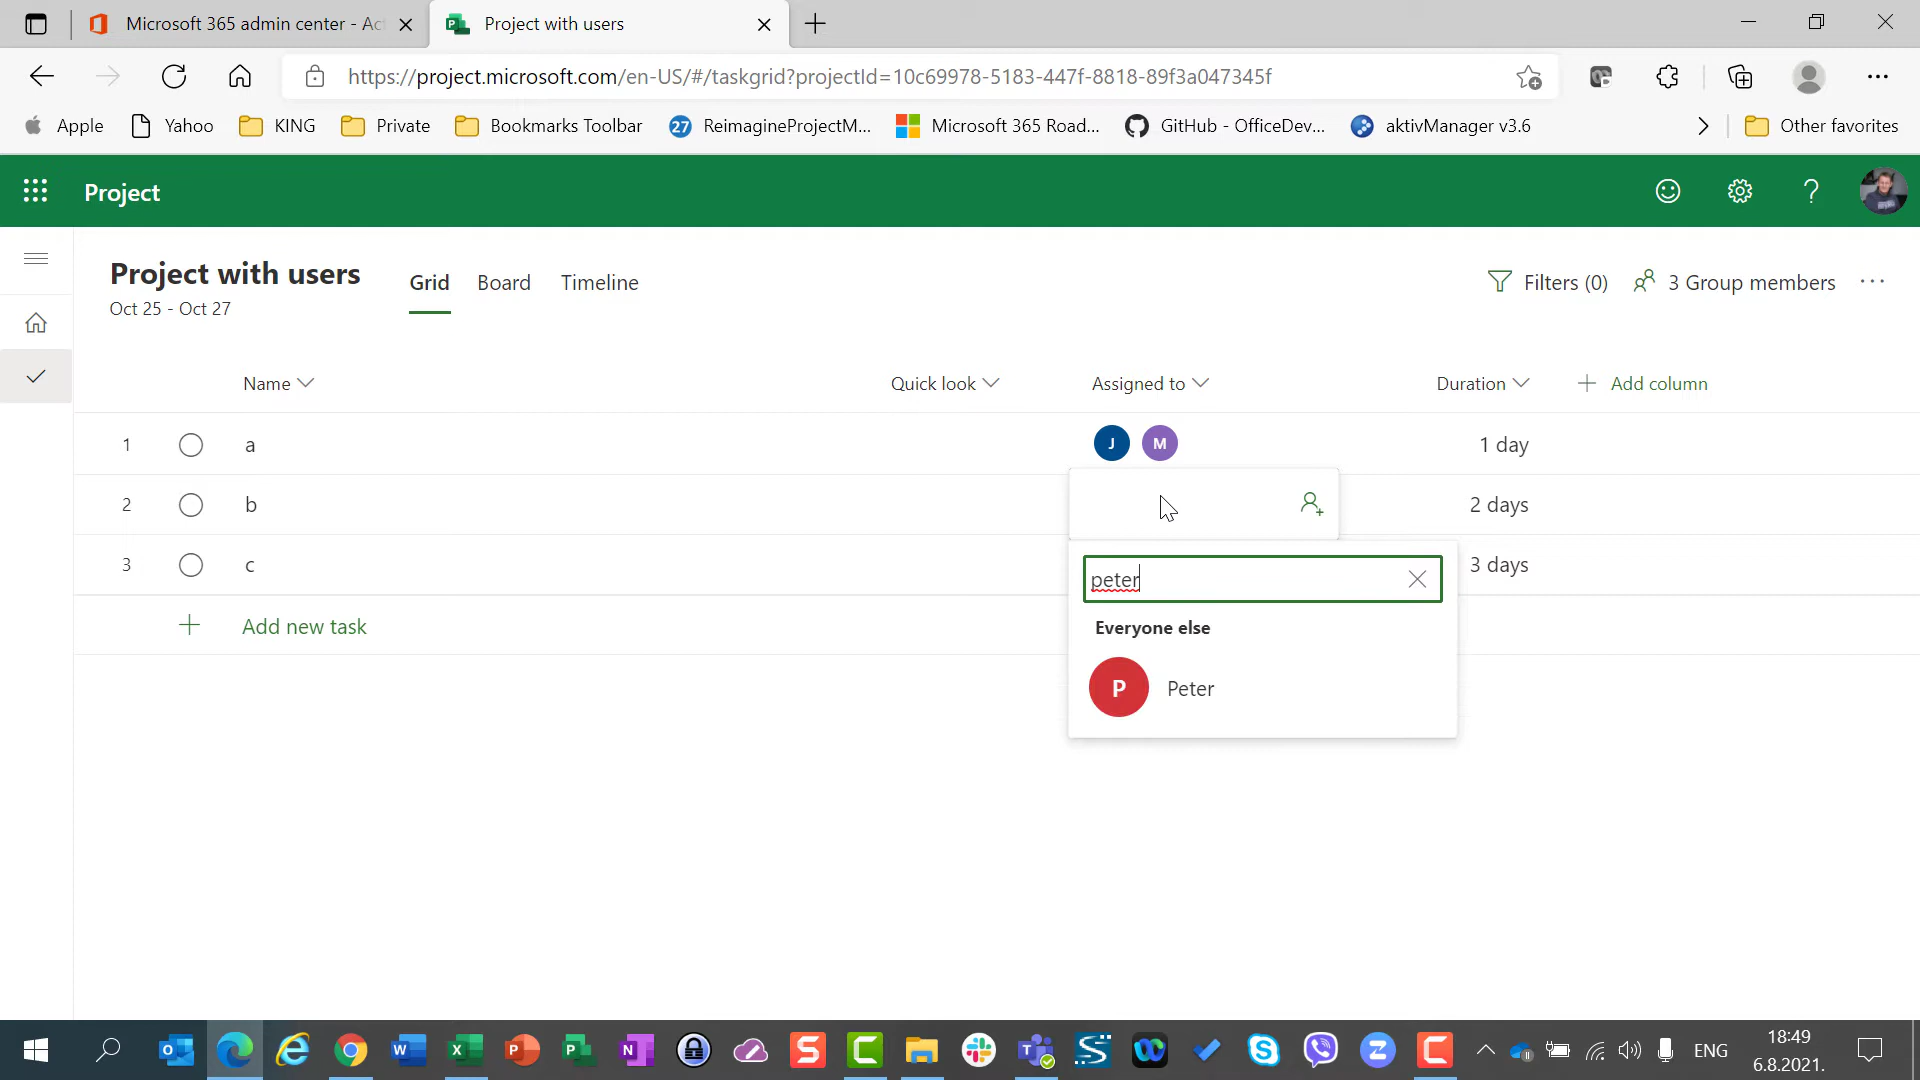 Microsoft 365 admin center - Ac
Project with users
https://project.microsoft.com/en-US/#/taskgrid?projectId=10c69978-5183-447f-8818-89f3a047345f
Apple
Yahoo
KING
Private
Bookmarks Toolbar
27
ReimagineProjectM...
Microsoft 365 Road...
GitHub - OfficeDev...
aktivManager v3.6
Other favorites
Project
Project with users
Grid
Board
Timeline
Filters (0)
3 Group members
Oct 25 - Oct 27
Name
Quick look
Assigned to
Duration
Add column
1
a
J
M
1 day
2
b
2 days
3
c
peter
3 days
Add new task
Everyone else
P
Peter
ENG
18:49
6.8.2021.